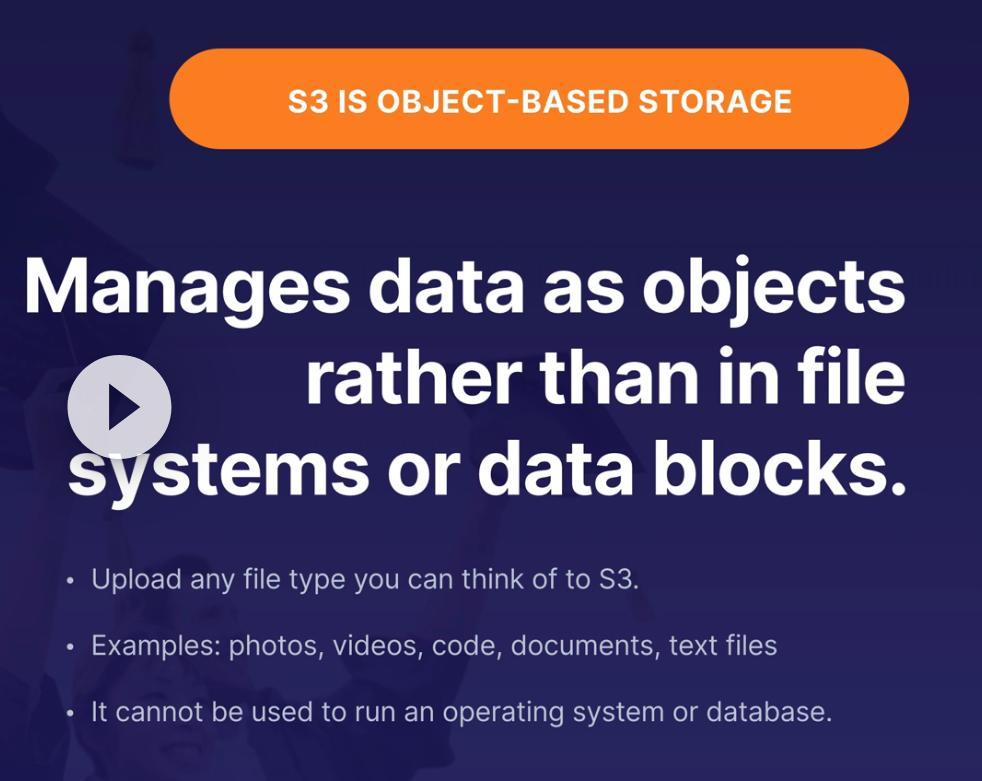 S3 IS OBJECT-BASED STORAGE
Manages data as objects
rather than in file
systems or data blocks.
• Upload any file type you can think of to S3.
• Examples: photos, videos, code, documents, text files
• It cannot be used to run an operating system or database.